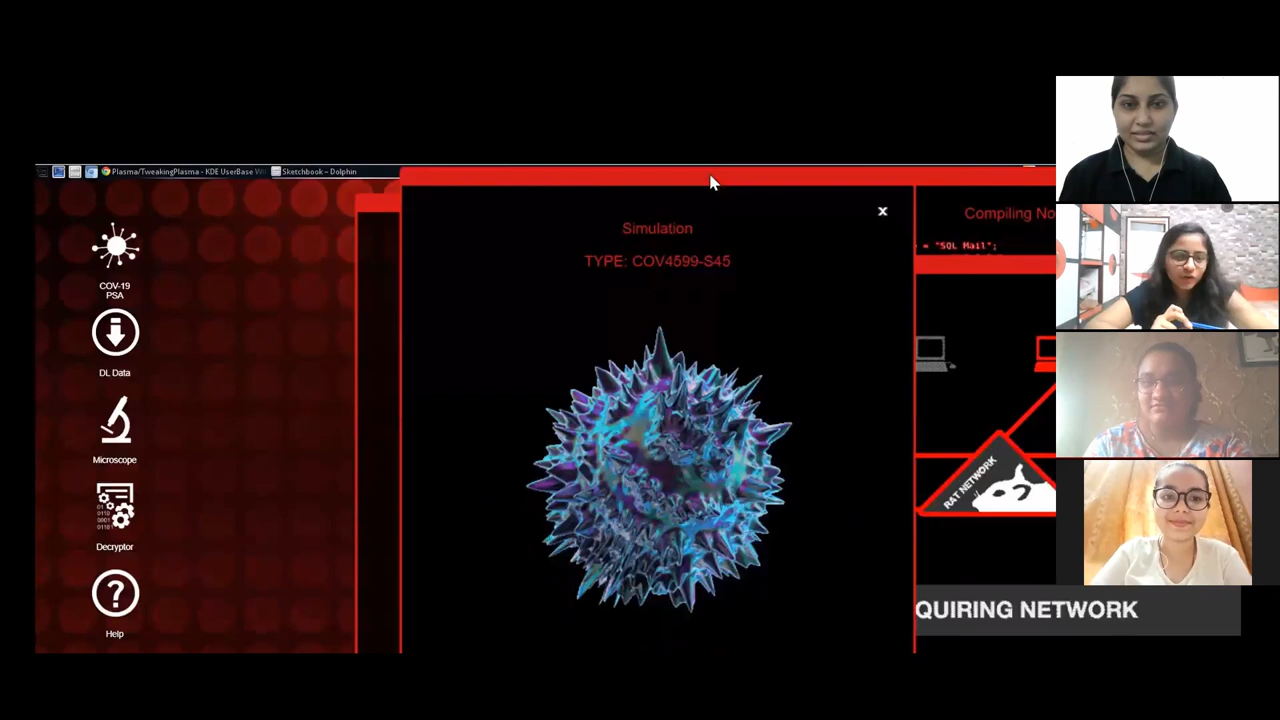 Plasma/TweakingPlasma - KDE UserBase Wi
Sketchbook – Dolphin
COV-19
PSA
DL Data
Microscope
Decryptor
Help
Simulation
TYPE: COV4599-S45
Compiling No
= "SQL Mail";
RAT NETWORK
QUIRING NETWORK